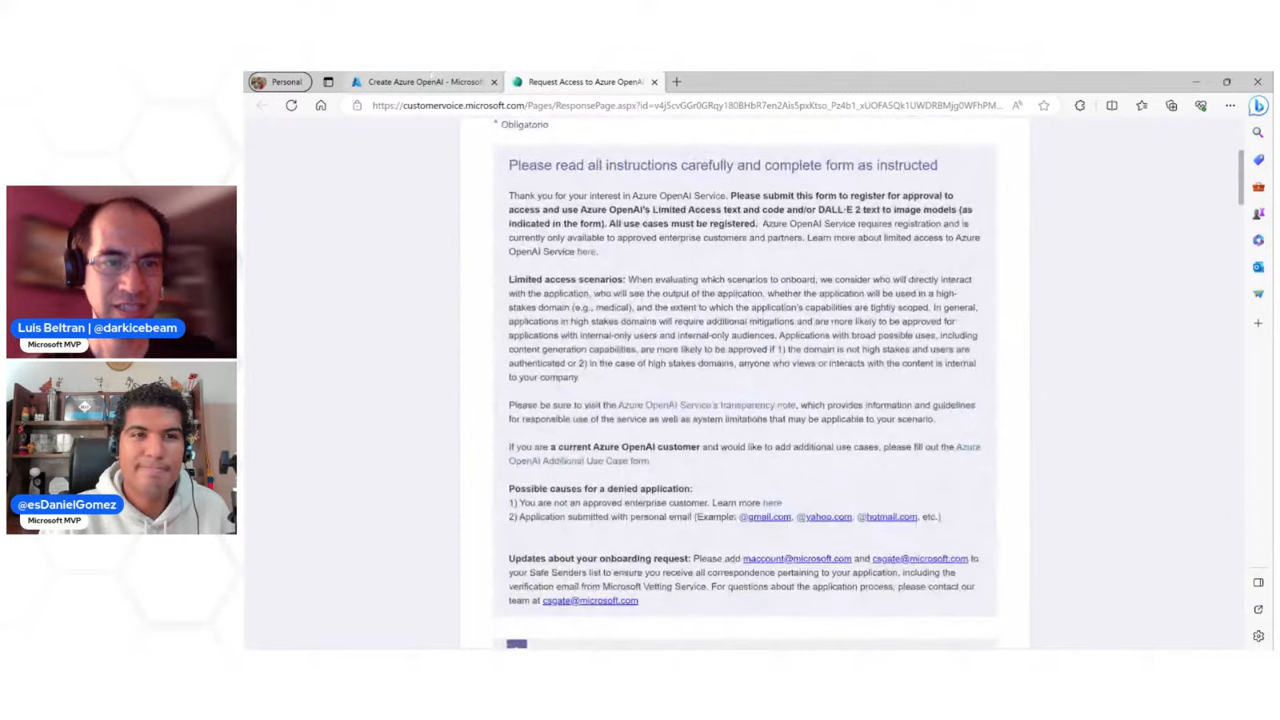 Personal
Create Azure OpenAI - Microsoft
Request Access to Azure OpenAI
https://customervoice.microsoft.com/Pages/ResponsePage.aspx?id=
* Obligatorio
Please read all instructions carefully and complete form as instructed
Thank you for your interest in Azure OpenAI Service. Please submit this form to register for approval to
access and use Azure OpenAI's Limited Access text and code and/or DALL·E 2 text to image models (as
indicated in the form). All use cases must be registered. Azure OpenAI Service requires registration and is
currently only available to approved enterprise customers and partners. Learn more about limited access to Azure
OpenAI Service here.
Limited access scenarios: When evaluating which scenarios to onboard, we consider who will directly interact
with the application, who will see the output of the application, whether the application will be used in a high-
stakes domain (e.g., medical), and the extent to which the application's capabilities are tightly scoped. In general,
applications in high stakes domains will require additional mitigations and are more likely to be approved for
applications with internal-only users and internal-only audiences. Applications with broad possible uses, including
content generation capabilities, are more likely to be approved if 1) the domain is not high stakes and users are
authenticated or 2) in the case of high stakes domains, anyone who views or interacts with the content is internal
to your company
Please be sure to visit the Azure OpenAI Service's transparency note, which provides information and guidelines
for responsible use of the service as well as system limitations that may be applicable to your scenario.
If you are a current Azure OpenAI customer and would like to add additional use cases, please fill out the Azure
OpenAI Additional Use Case form
Possible causes for a denied application:
1) You are not an approved enterprise customer. Learn more here
2) Application submitted with personal email (Example: @gmail.com, @yahoo.com, @hotmail.com, etc.)
Updates about your onboarding request: Please add maccount@microsoft.com and csgate@microsoft.com to
your Safe Senders list to ensure you receive all correspondence pertaining to your application, including the
verification email from Microsoft Vetting Service. For questions about the application process, please contact our
team at csgate@microsoft.com
Luis Beltran | @darkicebeam
Microsoft MVP
@esDanielGomez
Microsoft MVP